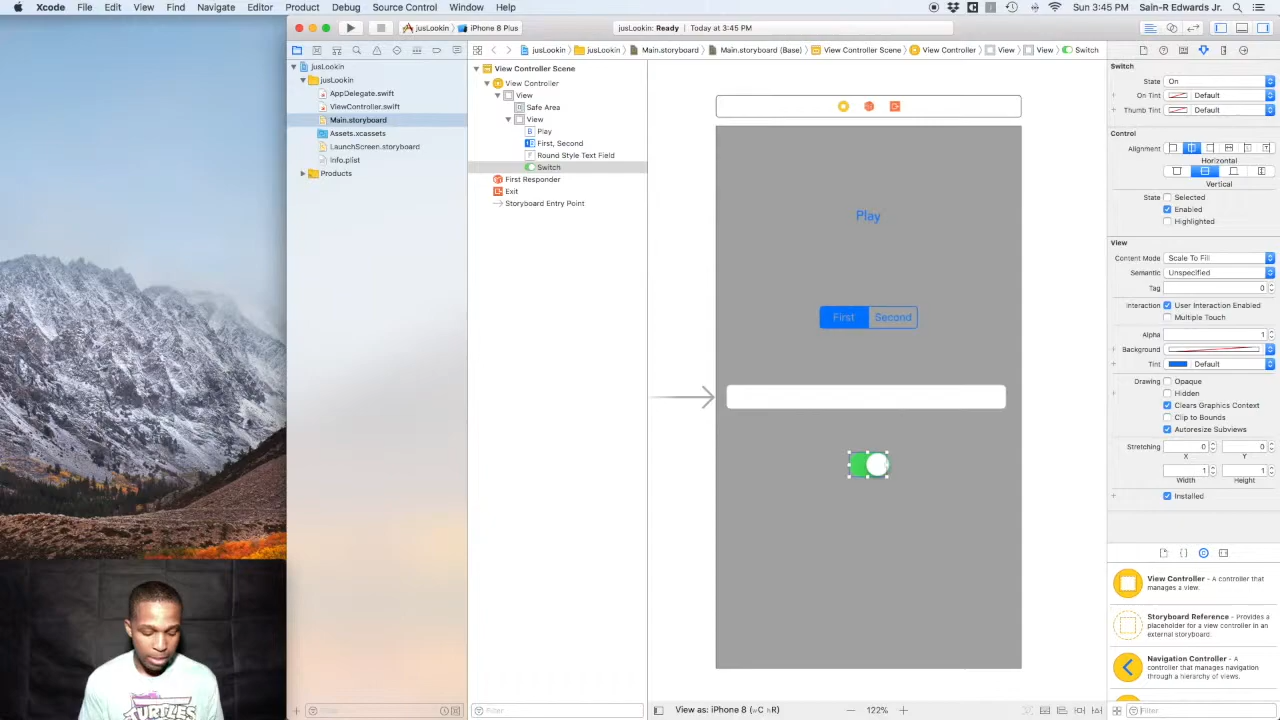 Xcode File Edit View Find Navigate Editor Product Debug Source Control Window Help Sun 3:45 PM Sain-R Edwards Jr.
jusLookin iPhone 8 Plus jusLookin: Ready Today at 3:45 PM
jusLookin jusLookin Main.storyboard Main.storyboard (Base) View Controller Scene View Controller View View Switch
jusLookin
jusLookin
AppDelegate.swift
ViewController.swift
Main.storyboard
Assets.xcassets
LaunchScreen.storyboard
Info.plist
Products
Filter
View Controller Scene
View Controller
View
Safe Area
View
B Play
First, Second
F Round Style Text Field
Switch
First Responder
Exit
Storyboard Entry Point
Filter
Play
First Second
View as: iPhone 8 (wC hR) 122%
Switch
State On
On Tint Default
Thumb Tint Default
Control
Alignment
Horizontal
Vertical
State Selected
Enabled
Highlighted
View
Content Mode Scale To Fill
Semantic Unspecified
Tag 0
Interaction User Interaction Enabled
Multiple Touch
Alpha 1
Background
Tint Default
Drawing Opaque
Hidden
Clears Graphics Context
Clip to Bounds
Autoresize Subviews
Stretching 0 0
X Y
1 1
Width Height
Installed
View Controller - A controller that
manages a view.
Storyboard Reference - Provides a
placeholder for a view controller in an
external storyboard.
Navigation Controller - A
controller that manages navigation
through a hierarchy of views.
Filter
TURTLES